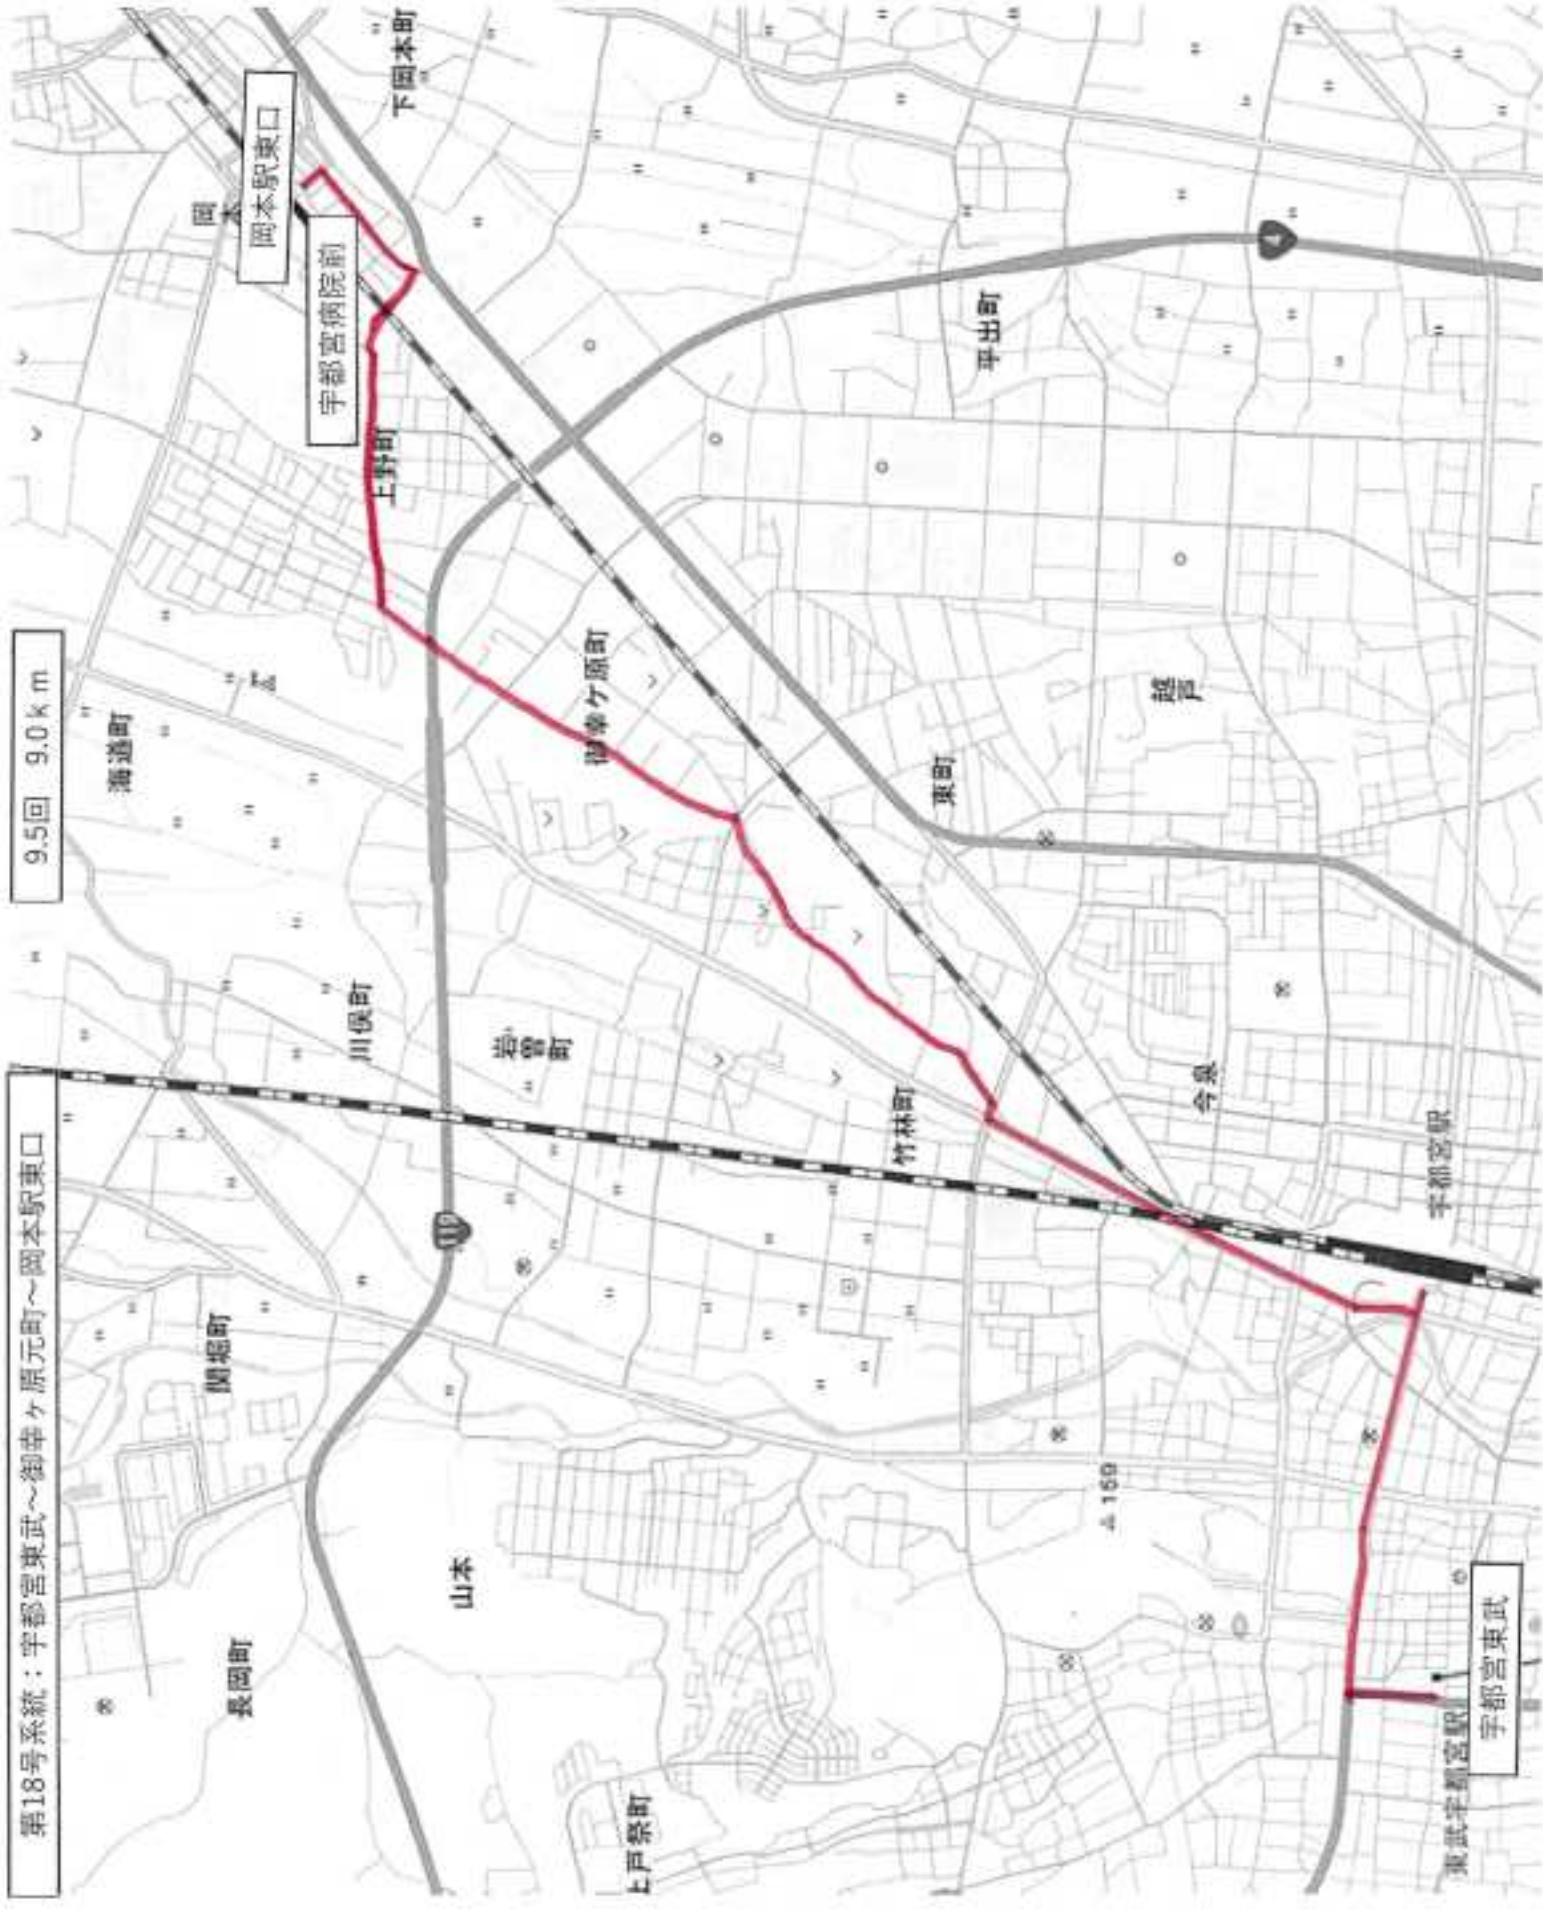 第18号系統：宇都宮東武～御幸ヶ原元町～岡本駅東口
9.5回　9.0ｋｍ
岡本
岡本駅東口
下岡本町
宇都宮病院前
上野町
海道町
御幸ケ原町
平出町
川俣町
岩曽町
東町
越戸
竹林町
今泉
宇都宮駅
関堀町
長岡町
山本
上戸祭町
159
119
4
東武宇都宮駅
宇都宮東武